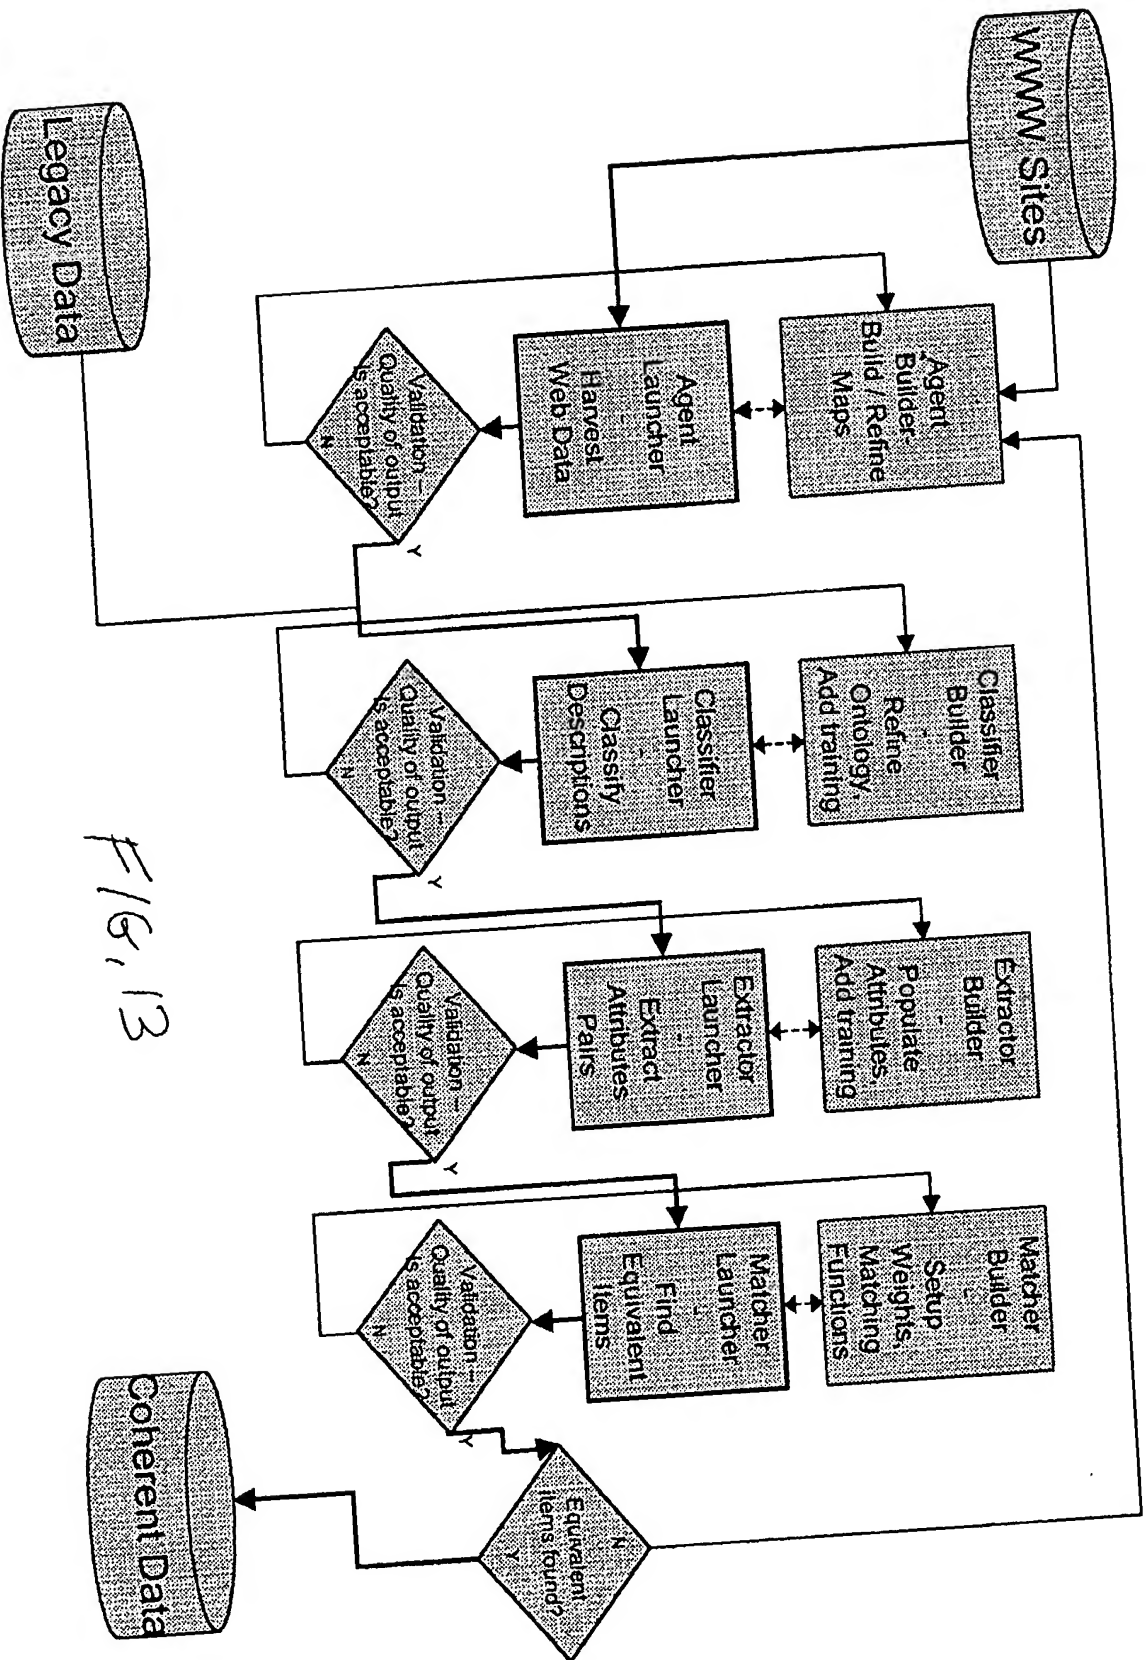 WWW Sites
Agent
Builder-
Build / Refine
Maps
Agent
Launcher
-
Harvest
Web Data
Validation –
Quality of output
is acceptable?
N
Y
Legacy Data
Classifier
Builder
-
Refine
Ontology,
Add training
Classifier
Launcher
-
Classify
Descriptions
Validation --
Quality of output
is acceptable?
N
Y
Extractor
Builder
-
Populate
Attributes,
Add training
Extractor
Launcher
-
Extract
Attributes
Pairs
Validation --
Quality of output
is acceptable?
N
Y
Matcher
Builder
-
Setup
Weights,
Matching
Functions
Matcher
Launcher
-
Find
Equivalent
Items
Validation--
Quality of output
is acceptable?
N
Y
Equivalent
items found?
N
Y
Coherent Data
FIG, 13